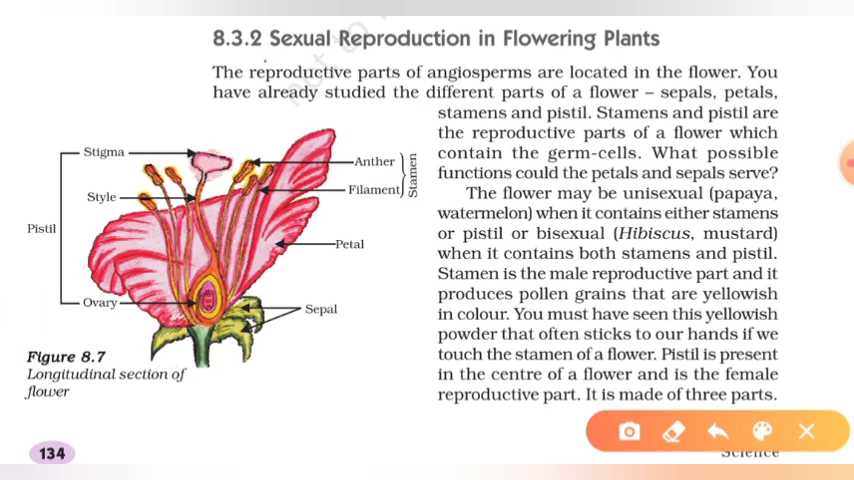 8.3.2 Sexual Reproduction in Flowering Plants
The reproductive parts of angiosperms are located in the flower. You
have already studied the different parts of a flower – sepals, petals,
stamens and pistil. Stamens and pistil are
the reproductive parts of a flower which
contain the germ-cells. What possible
functions could the petals and sepals serve?
The flower may be unisexual (papaya,
watermelon) when it contains either stamens
or pistil or bisexual (Hibiscus, mustard)
when it contains both stamens and pistil.
Stamen is the male reproductive part and it
produces pollen grains that are yellowish
in colour. You must have seen this yellowish
powder that often sticks to our hands if we
touch the stamen of a flower. Pistil is present
in the centre of a flower and is the female
reproductive part. It is made of three parts.
Stigma
Anther
Stamen
Filament
Style
Pistil
Petal
Ovary
Sepal
Figure 8.7
Longitudinal section of
flower
134
Science